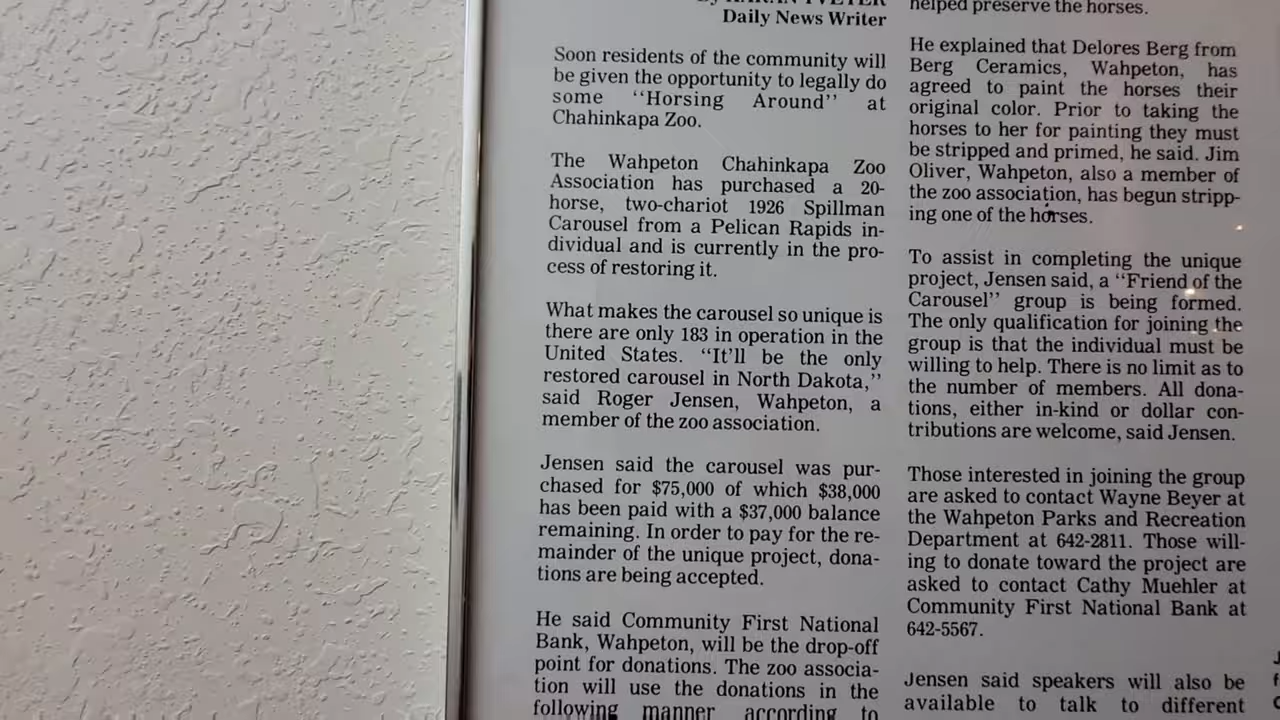 Daily News Writer
Soon residents of the community will
be given the opportunity to legally do
some "Horsing Around" at
Chahinkapa Zoo.
The Wahpeton Chahinkapa Zoo
Association has purchased a 20-
horse, two-chariot 1926 Spillman
Carousel from a Pelican Rapids in-
dividual and is currently in the pro-
cess of restoring it.
What makes the carousel so unique is
there are only 183 in operation in the
United States. "It'll be the only
restored carousel in North Dakota,"
said Roger Jensen, Wahpeton, a
member of the zoo association.
Jensen said the carousel was pur-
chased for $75,000 of which $38,000
has been paid with a $37,000 balance
remaining. In order to pay for the re-
mainder of the unique project, dona-
tions are being accepted.
He said Community First National
Bank, Wahpeton, will be the drop-off
point for donations. The zoo associa-
tion will use the donations in the
following manner according to
helped preserve the horses.
He explained that Delores Berg from
Berg Ceramics, Wahpeton, has
agreed to paint the horses their
original color. Prior to taking the
horses to her for painting they must
be stripped and primed, he said. Jim
Oliver, Wahpeton, also a member of
the zoo association, has begun stripp-
ing one of the horses.
To assist in completing the unique
project, Jensen said, a "Friend of the
Carousel" group is being formed.
The only qualification for joining the
group is that the individual must be
willing to help. There is no limit as to
the number of members. All dona-
tions, either in-kind or dollar con-
tributions are welcome, said Jensen.
Those interested in joining the group
are asked to contact Wayne Beyer at
the Wahpeton Parks and Recreation
Department at 642-2811. Those will-
ing to donate toward the project are
asked to contact Cathy Muehler at
Community First National Bank at
642-5567.
Jensen said speakers will also be
available to talk to different